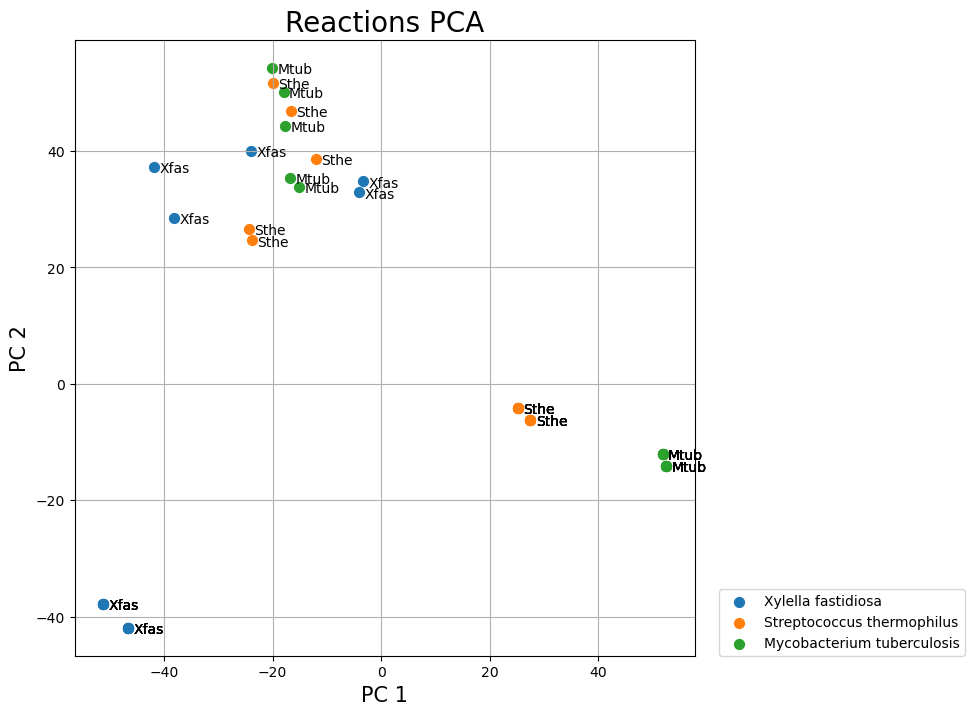 Reactions PCA
Mtub
Sthe
Mtub
Sthe
Mtub
Xfas
Sthe
Xfas
Mtub
Mtub
Xfas
Xfas
Xfas
Sthe
Sthe
Sthe
Sthe
Mtub
Mtub
Xfas
Xfas
40
20
0
−20
−40
PC 2
−40
−20
0
20
40
PC 1
Xylella fastidiosa
Streptococcus thermophilus
Mycobacterium tuberculosis